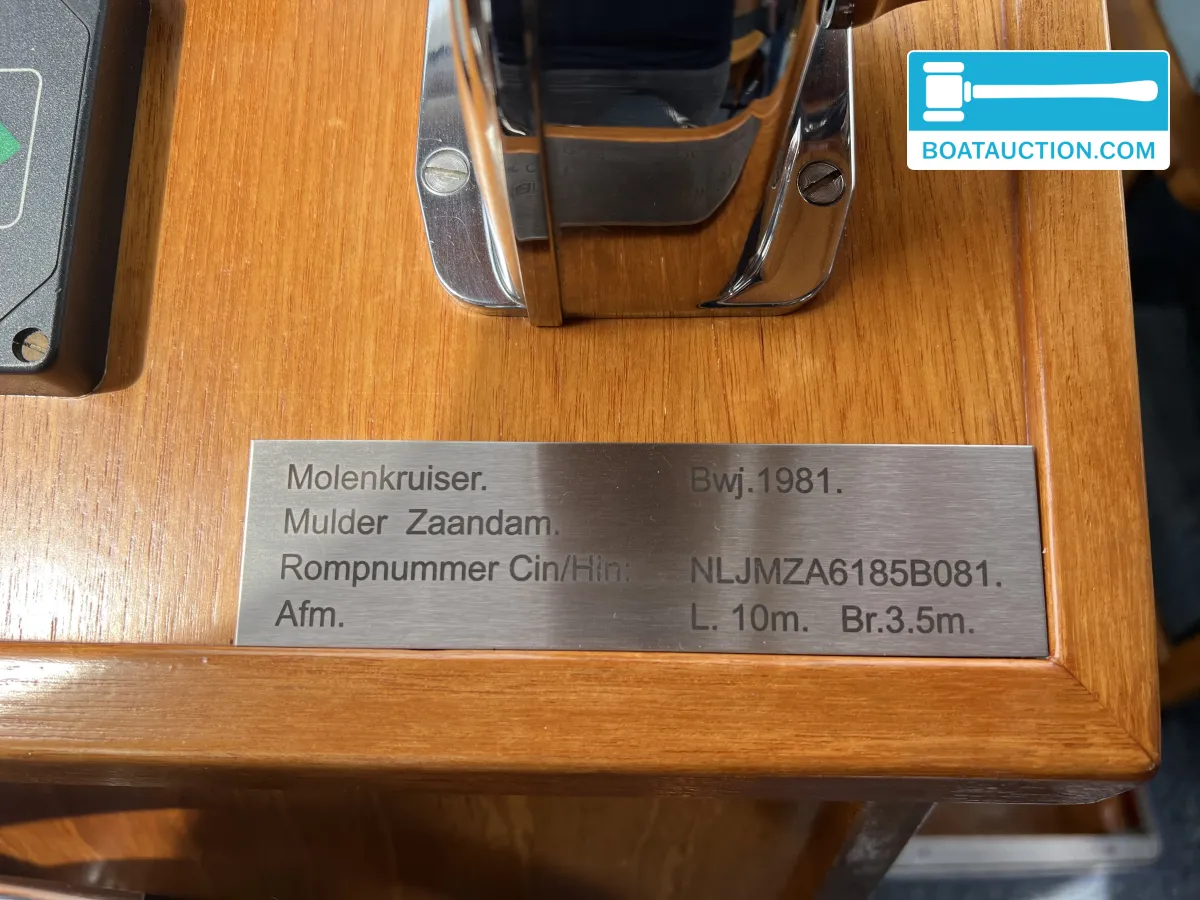 BOATAUCTION.COM
Molenkruiser. Bwj.1981.
Mulder Zaandam.
Rompnummer Cin/Hin: NLJMZA6185B081.
Afm. L. 10m. Br.3.5m.